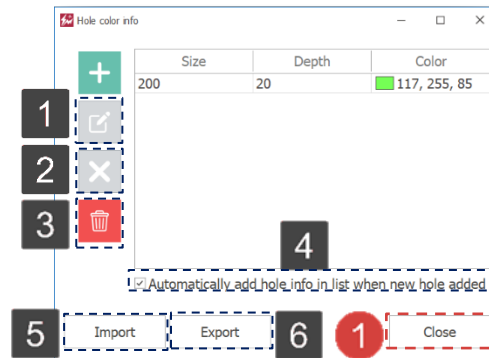 Hole color info
Size Depth Color
200 20 117, 255, 85
1
2
3
4
Automatically add hole info in list when new hole added
5 Import Export 6 1 Close